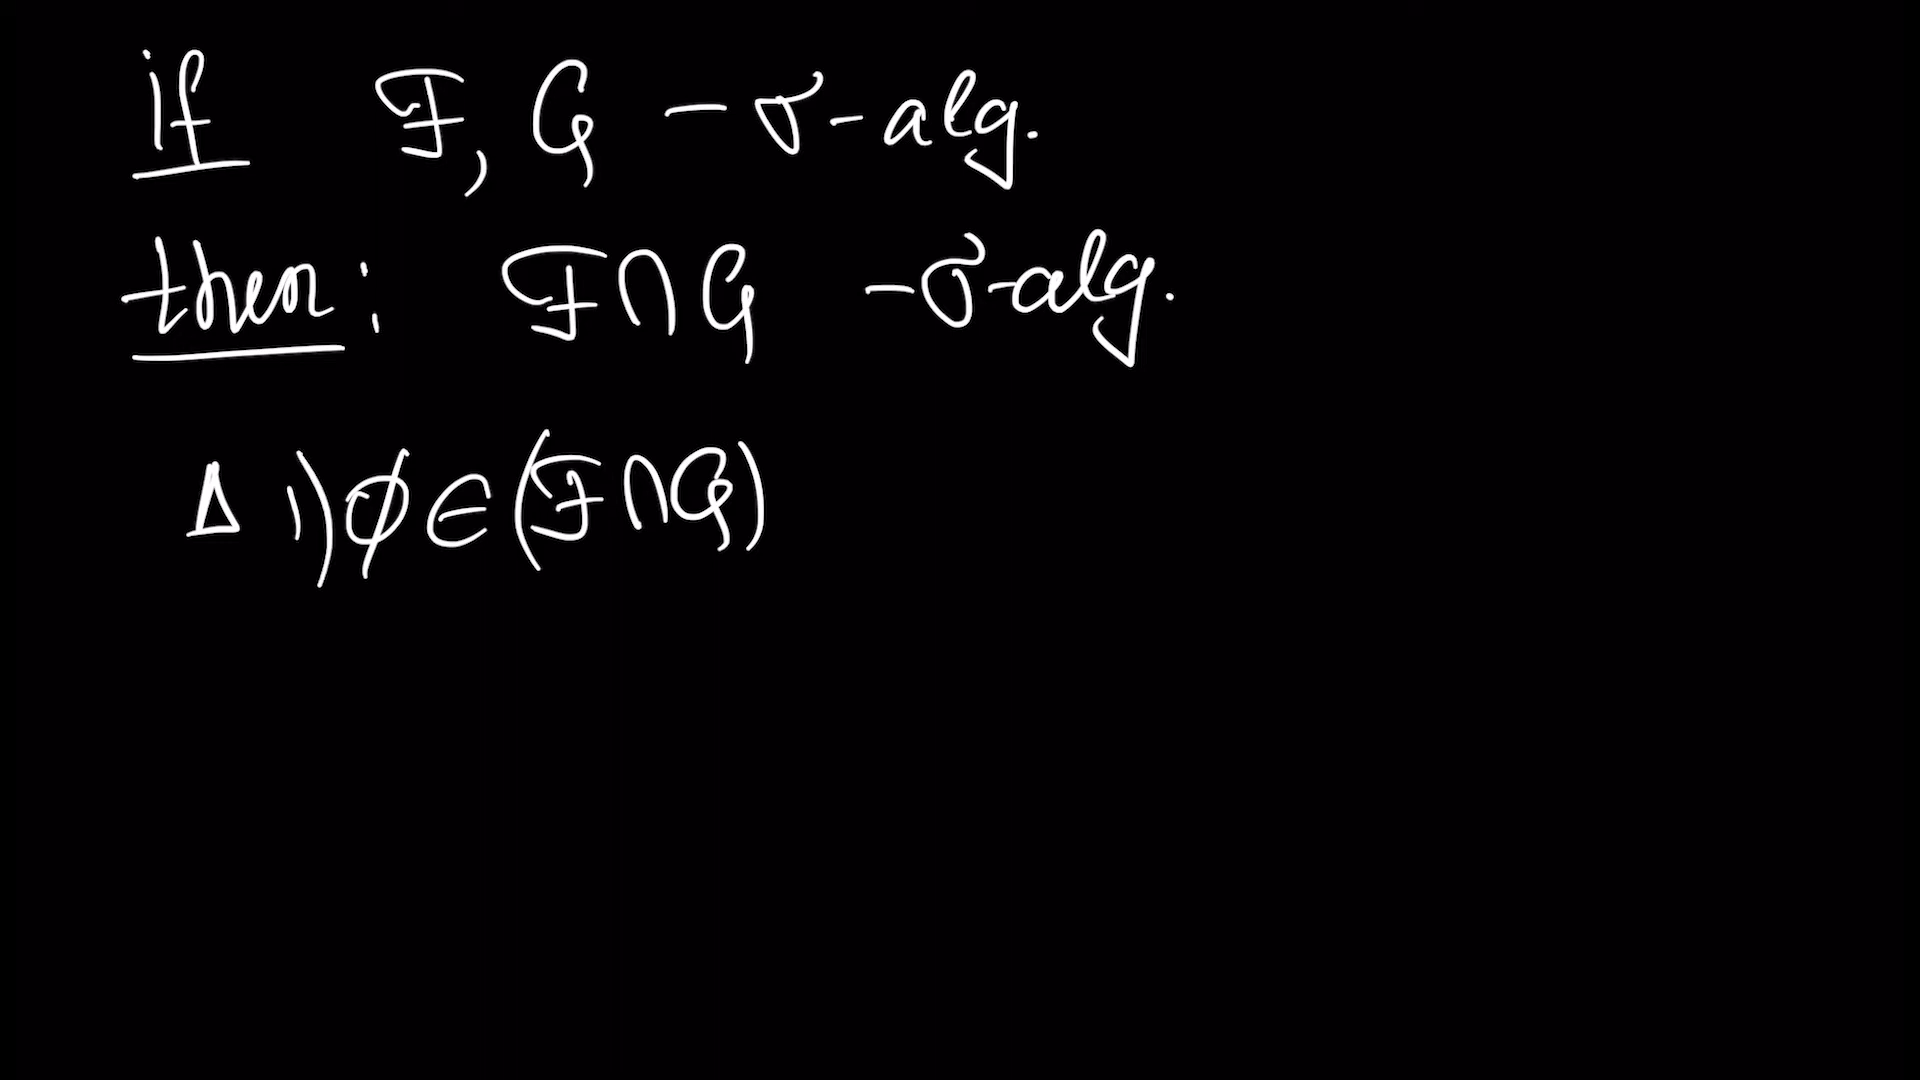 if F, G - σ-alg.
then: F∩G -σ-alg.
Δ 1) ∅∈(F∩G)